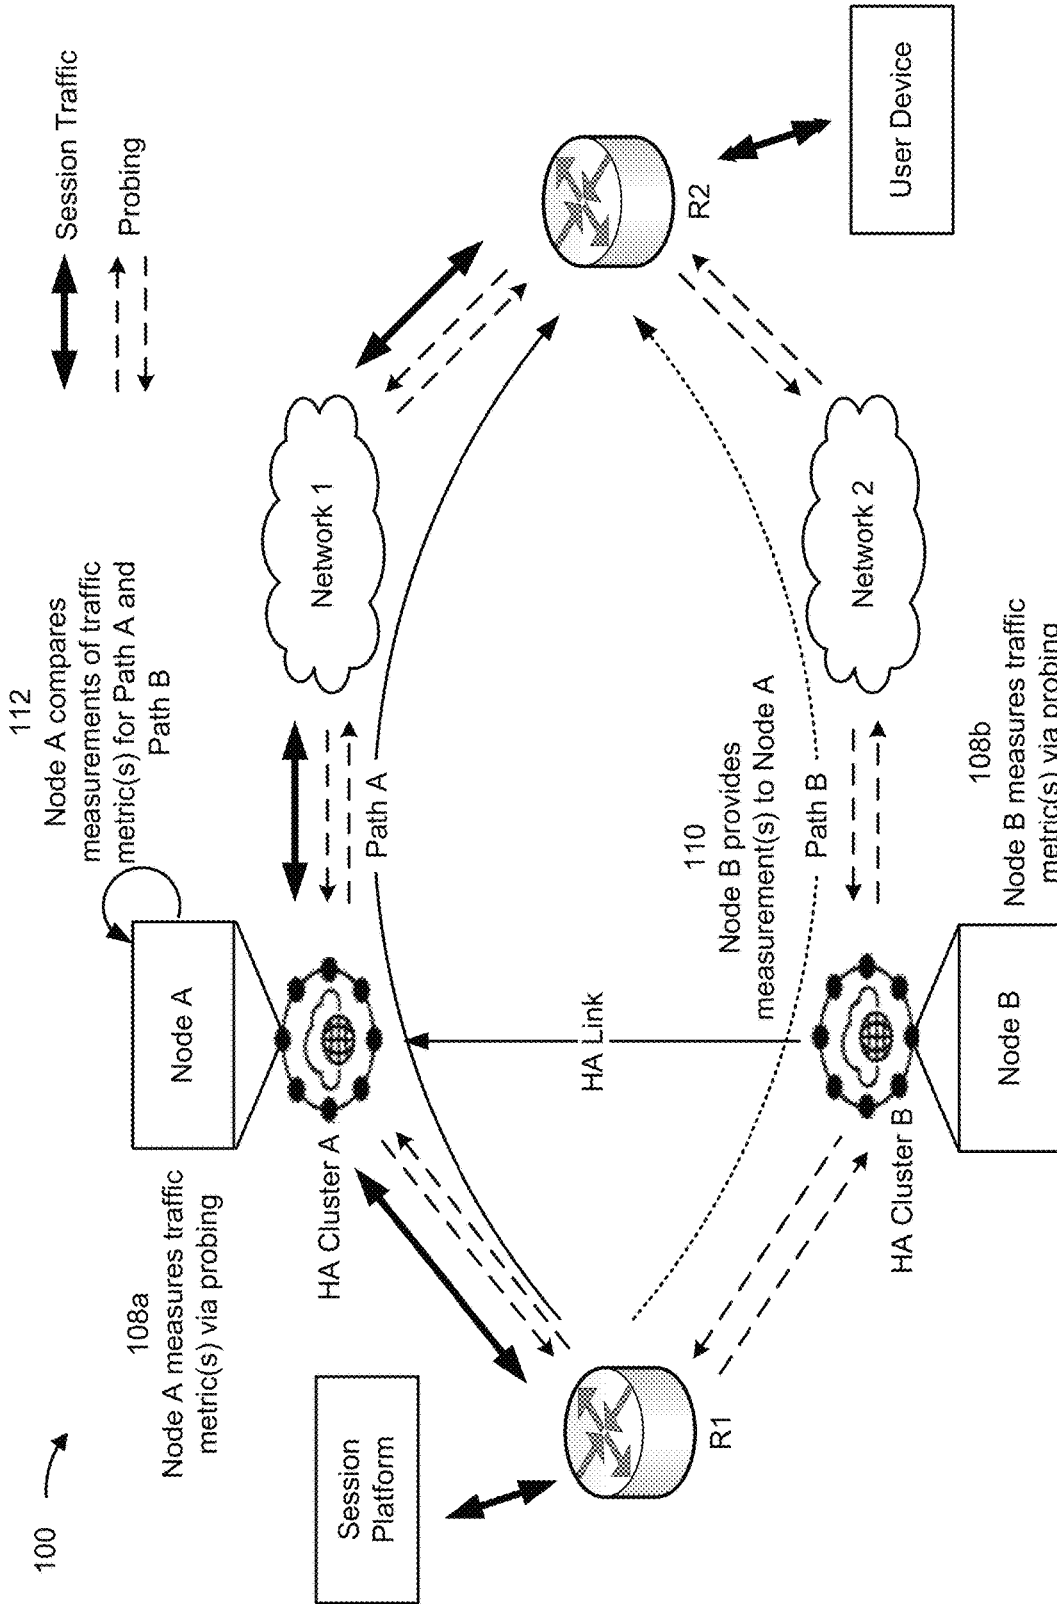 100
112
Node A compares
measurements of traffic
metric(s) for Path A and
Path B
Session Traffic
Probing
108a
Node A measures traffic
metric(s) via probing
Node A
HA Cluster A
Network 1
Path A
Session
Platform
R1
R2
User Device
HA Link
110
Node B provides
measurement(s) to Node A
Path B
HA Cluster B
Network 2
Node B
108b
Node B measures traffic
metric(s) via probing